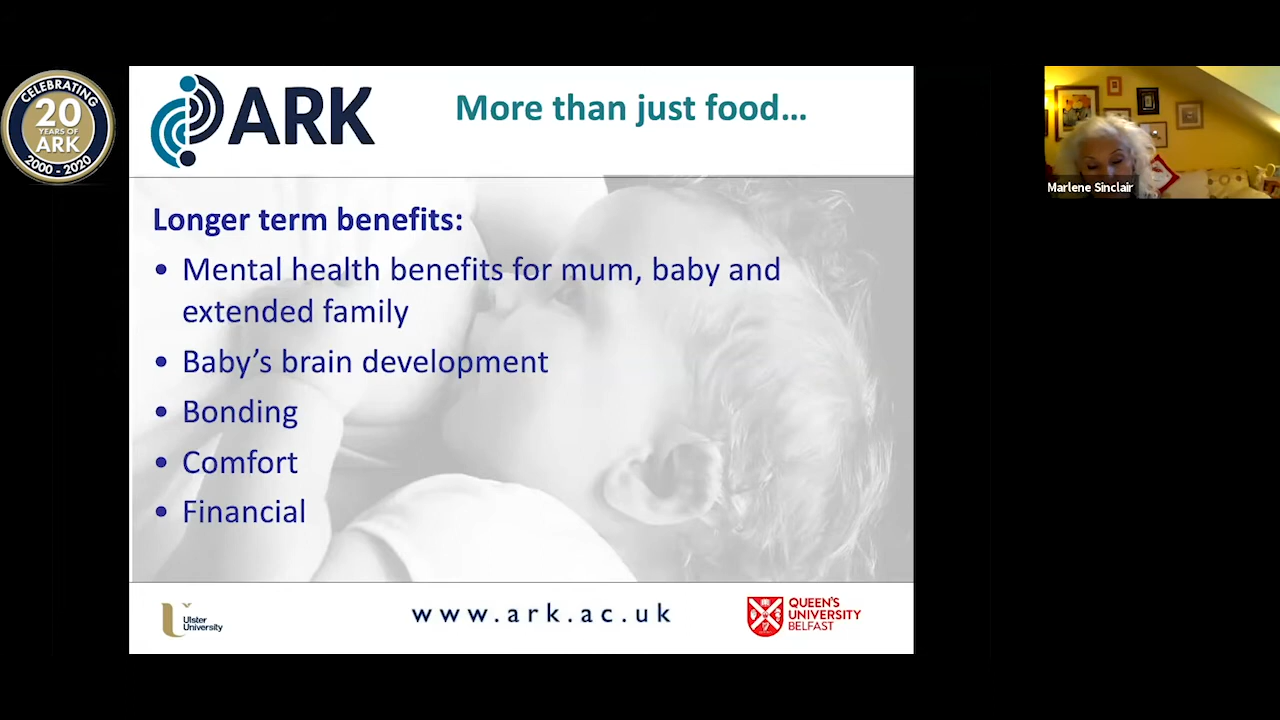 CELEBRATING
20
YEARS OF
ARK
2000 - 2020
ARK
More than just food...
Longer term benefits:
• Mental health benefits for mum, baby and
extended family
• Baby’s brain development
• Bonding
• Comfort
• Financial
Ulster
University
www.ark.ac.uk
QUEEN'S
UNIVERSITY
BELFAST
Marlene Sinclair